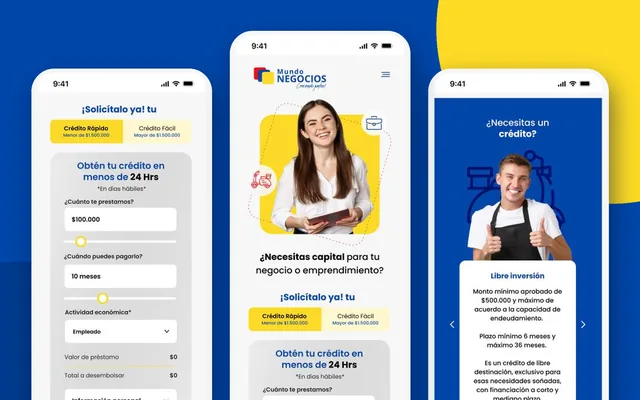 9:41
¡Solicítalo ya! tu
Crédito Rápido
Menor de $1.500.000
Crédito Fácil
Mayor de $1.500.000
Obtén tu crédito en
menos de 24 Hrs
*En días hábiles*
¿Cuánto te prestamos?
$100.000
¿Cuándo puedes pagarlo?
10 meses
Actividad económica*
Empleado
Valor de préstamo $0
Total a desembolsar $0
Información personal
9:41
Mundo
NEGOCIOS
¿Necesitas capital para tu
negocio o emprendimiento?
¡Solicítalo ya! tu
Crédito Rápido
Menor de $1.500.000
Crédito Fácil
Mayor de $1.500.000
Obtén tu crédito en
menos de 24 Hrs
*En días hábiles*
¿Cuánto te prestamos?
9:41
¿Necesitas un
crédito?
Libre inversión
Monto mínimo aprobado de
$500.000 y máximo de
acuerdo a la capacidad de
endeudamiento.
Plazo mínimo 6 meses y
máximo 36 meses.
Es un crédito de libre
destinación, exclusivo para
esas necesidades soñadas,
con financiación a corto y
mediano plazo